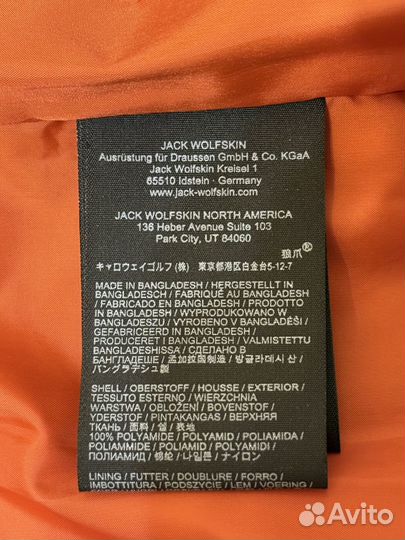 JACK WOLFSKIN
Ausrüstung für Draussen GmbH & Co. KGaA
Jack Wolfskin Kreisel 1
65510 Idstein · Germany
www.jack-wolfskin.com
JACK WOLFSKIN NORTH AMERICA
136 Heber Avenue Suite 103
Park City, UT 84060
狼爪®
キャロウェイゴルフ(株) 東京都港区白金台5-12-7
MADE IN BANGLADESH / HERGESTELLT IN
BANGLADESCH / FABRIQUÉ AU BANGLADESH /
FABRICADO EN BANGLADESH / PRODOTTO
IN BANGLADESH / WYPRODUKOWANO W
BANGLADESZU / VYROBENO V BANGLADÉŠI /
GEFABRICEERD IN BANGLADESH /
PRODUCERET I BANGLADESH / VALMISTETTU
BANGLADESHISSA / СДЕЛАНО В
БАНГЛАДЕШЕ / 孟加拉国制造 / 방글라데시 산 /
バングラデシュ製
SHELL / OBERSTOFF / HOUSSE / EXTERIOR /
TESSUTO ESTERNO / WIERZCHNIA
WARSTWA / OBLOŽENÍ / BOVENSTOF /
YDERSTOF / PINTAKANGAS / ВЕРХНЯЯ
ТКАНЬ / 面料 / 쉘 / 表地
100% POLYAMIDE / POLYAMID / POLIAMIDA /
POLIAMMIDE / POLIAMID / POLYAMIDI /
ПОЛИАМИД / 锦纶 / 나일론 / ナイロン
LINING / FUTTER / DOUBLURE / FORRO /
IMBOTTITURA / PODSZYCIE / LEM / VOERING /
Avito